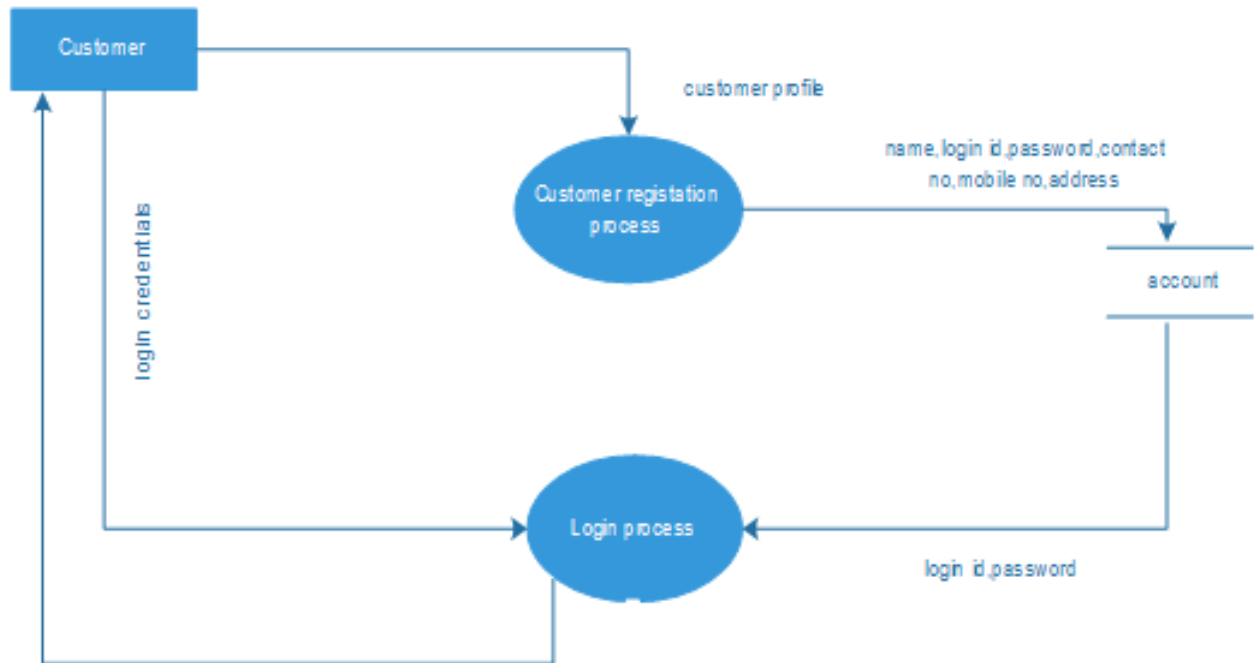 Customer
customer profile
name,login id,password,contact
no,mobile no,address
Customer registation
process
account
login credentials
Login process
login id,password